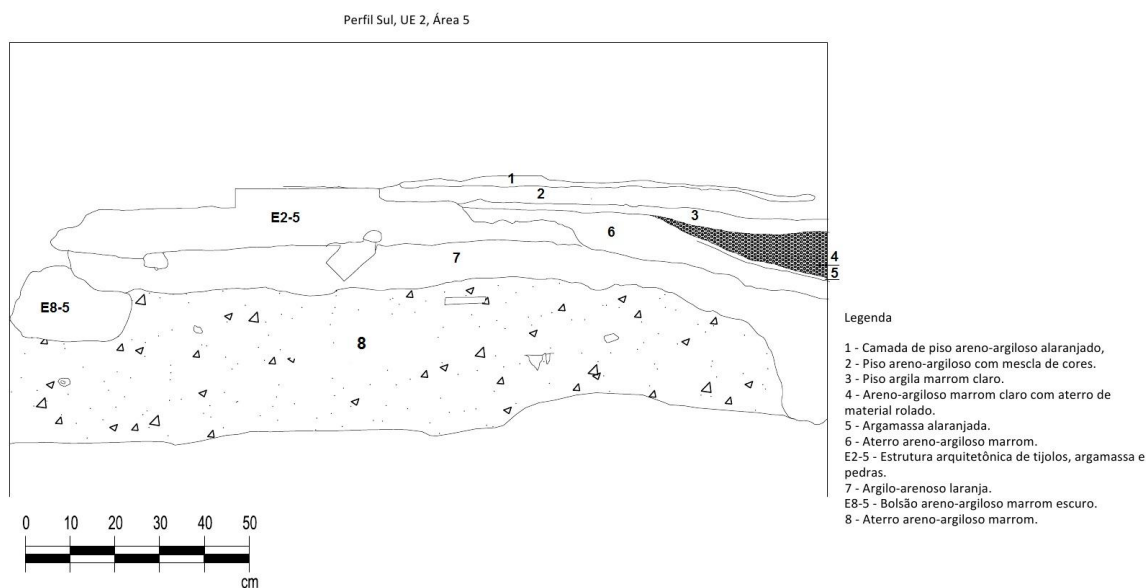 Perfil Sul, UE 2, Área 5
1
2
E2-5
3
6
4
7
5
E8-5
8
Legenda
1 - Camada de piso areno-argiloso alaranjado,
2 - Piso areno-argiloso com mescla de cores.
3 - Piso argila marrom claro.
4 - Areno-argiloso marrom claro com aterro de
material rolado.
5 - Argamassa alaranjada.
6 - Aterro areno-argiloso marrom.
E2-5 - Estrutura arquitetônica de tijolos, argamassa e
pedras.
7 - Argilo-arenoso laranja.
E8-5 - Bolsão areno-argiloso marrom escuro.
8 - Aterro areno-argiloso marrom.
0 10 20 30 40 50
cm